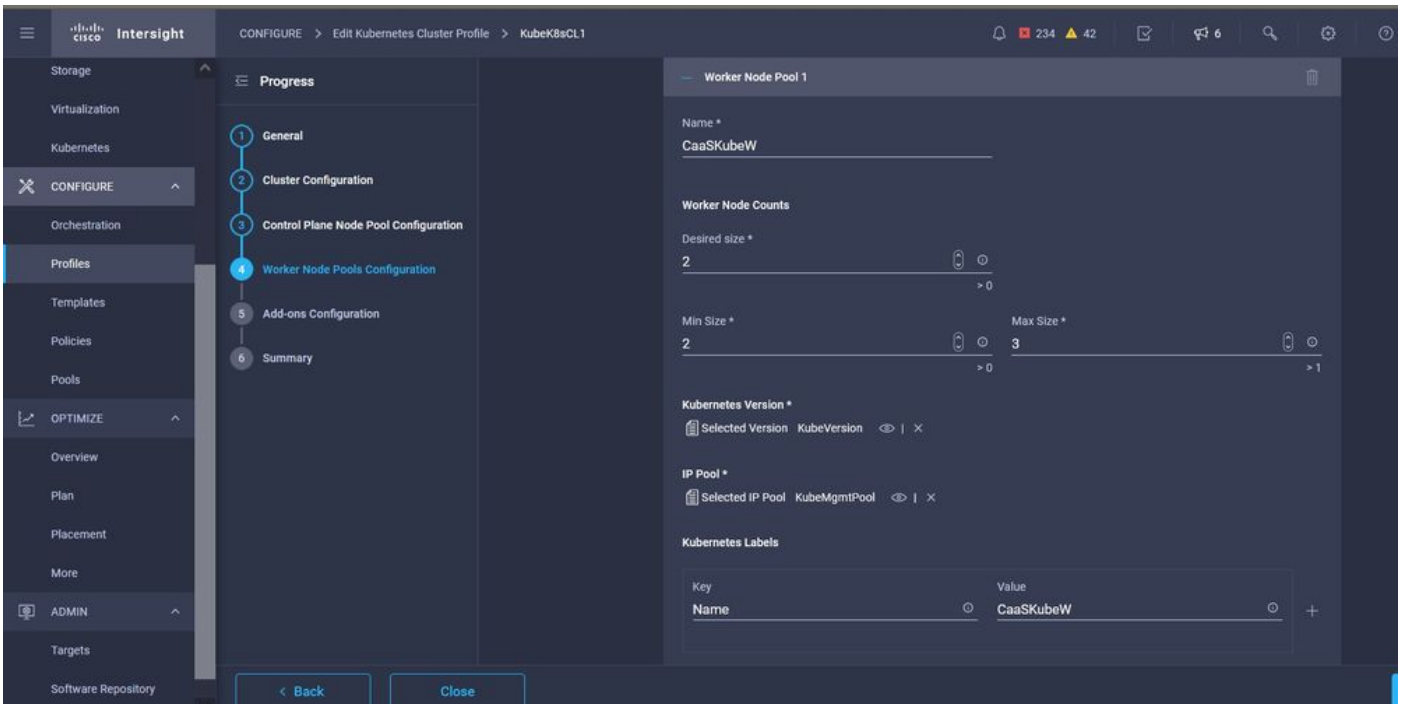 cisco Intersight
CONFIGURE > Edit Kubernetes Cluster Profile > KubeK8sCL1
234 42
6
Storage
Virtualization
Kubernetes
CONFIGURE
Orchestration
Profiles
Templates
Policies
Pools
OPTIMIZE
Overview
Plan
Placement
More
ADMIN
Targets
Software Repository
Progress
1 General
2 Cluster Configuration
3 Control Plane Node Pool Configuration
4 Worker Node Pools Configuration
5 Add-ons Configuration
6 Summary
— Worker Node Pool 1
Name *
CaaSKubeW
Worker Node Counts
Desired size *
2
> 0
Min Size * Max Size *
2 3
> 0 > 1
Kubernetes Version *
Selected Version KubeVersion | ×
IP Pool *
Selected IP Pool KubeMgmtPool | ×
Kubernetes Labels
Key Value
Name CaaSKubeW +
< Back Close